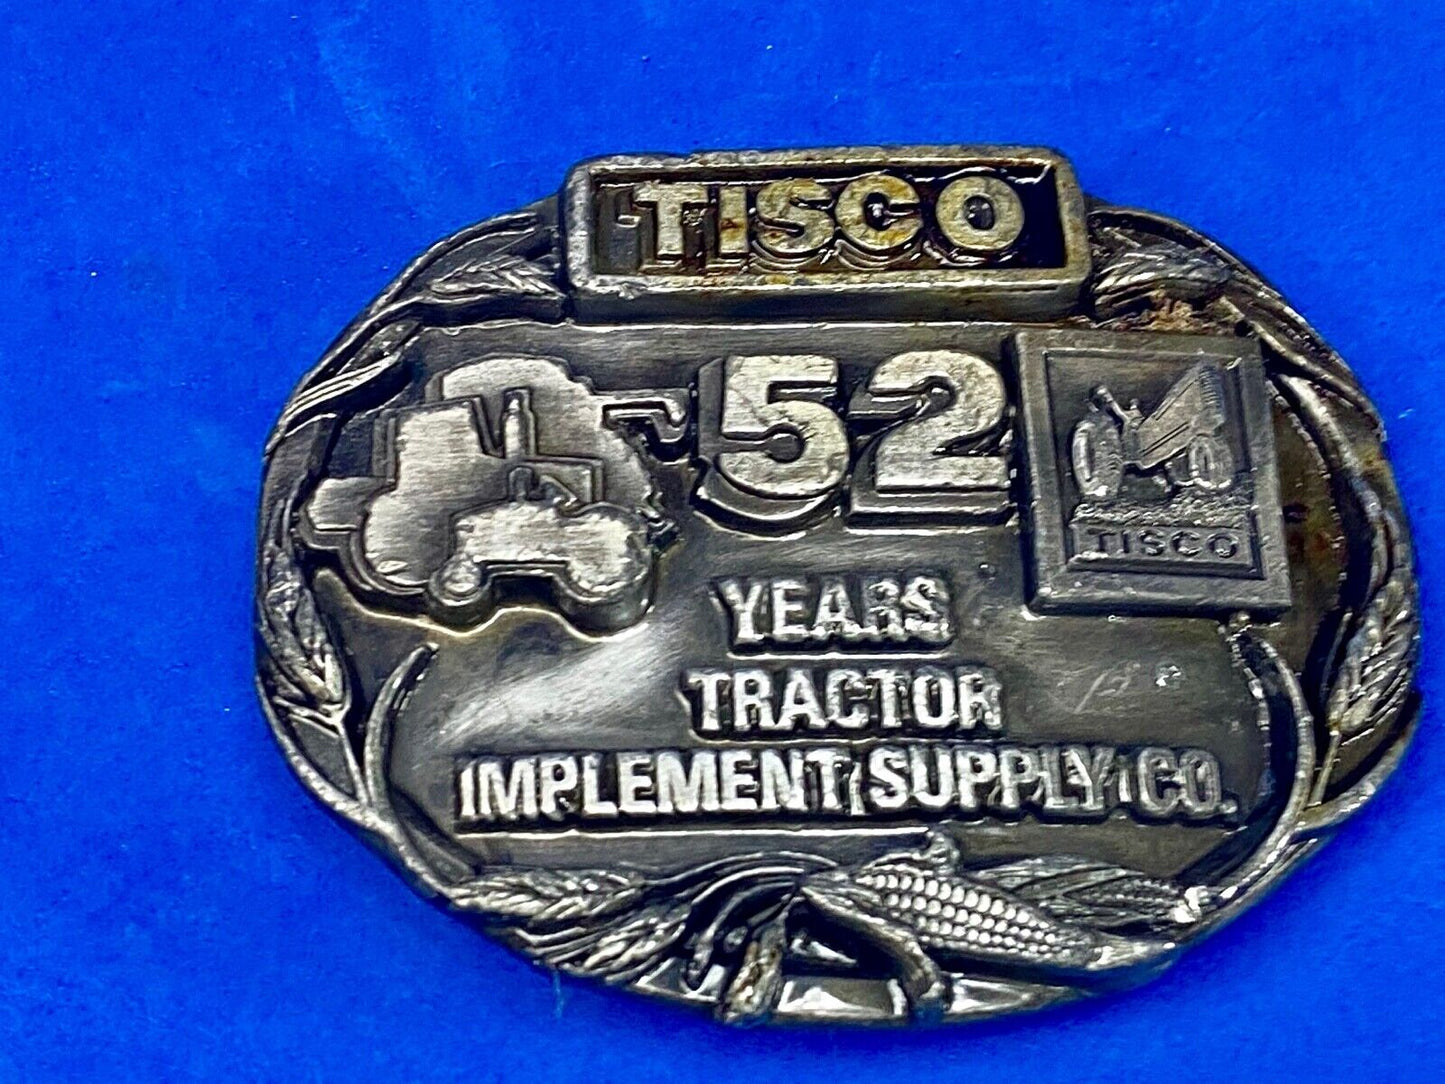 TISCO
52
TISCO
YEARS
TRACTOR
IMPLEMENT SUPPLY CO.